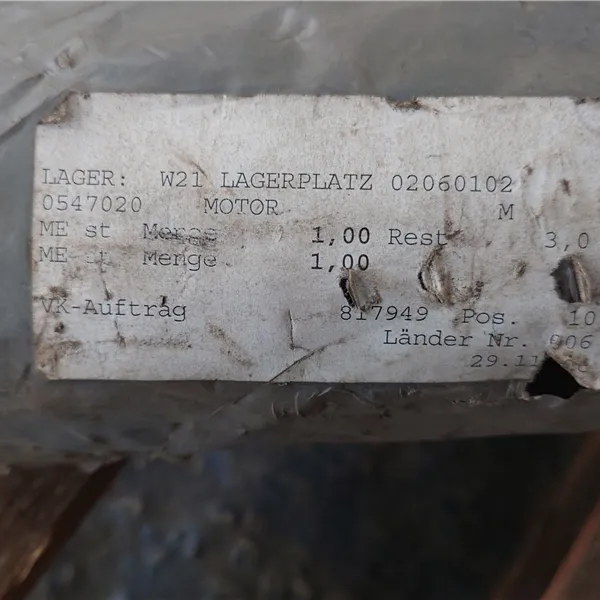 LAGER: W21 LAGERPLATZ 02060102
0547020 MOTOR M
ME st Menge 1,00 Rest 3,0
ME st Menge 1,00
VK-Auftrag 817949 Pos. 10
Länder Nr. 006
29.11